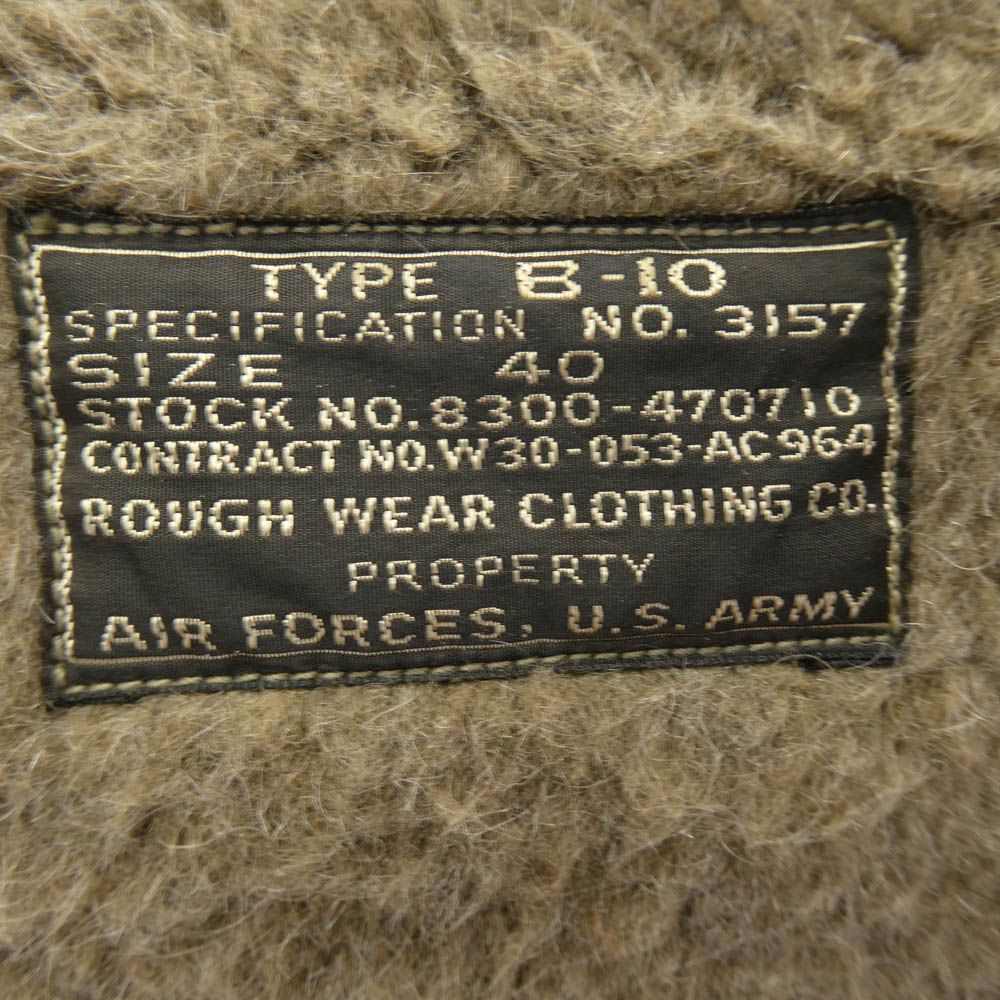 TYPE B-10
SPECIFICATION NO. 3157
SIZE 40
STOCK NO. 8300-470710
CONTRACT NO. W30-053-AC964
ROUGH WEAR CLOTHING CO.
PROPERTY
AIR FORCES, U.S. ARMY